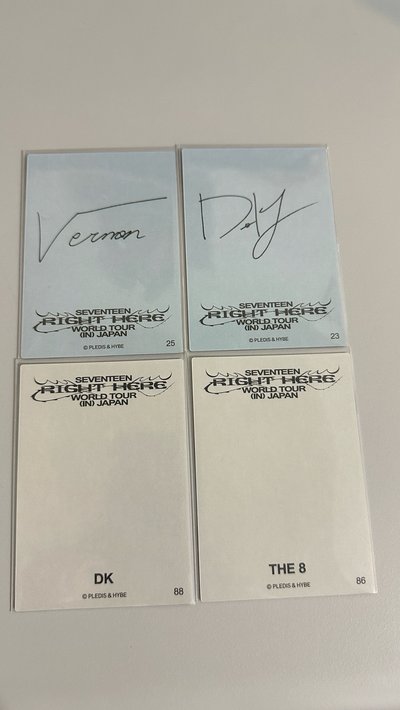 Vernon
SEVENTEEN
RIGHT HERE
WORLD TOUR
(IN) JAPAN
© PLEDIS & HYBE
25
D.K
SEVENTEEN
RIGHT HERE
WORLD TOUR
(IN) JAPAN
© PLEDIS & HYBE
23
SEVENTEEN
RIGHT HERE
WORLD TOUR
(IN) JAPAN
DK
© PLEDIS & HYBE
88
SEVENTEEN
RIGHT HERE
WORLD TOUR
(IN) JAPAN
THE 8
© PLEDIS & HYBE
86